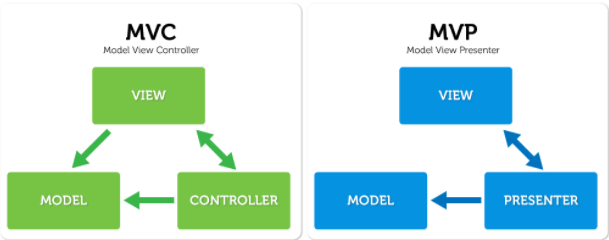 MVC
Model View Controller
VIEW
MODEL
CONTROLLER
MVP
Model View Presenter
VIEW
MODEL
PRESENTER